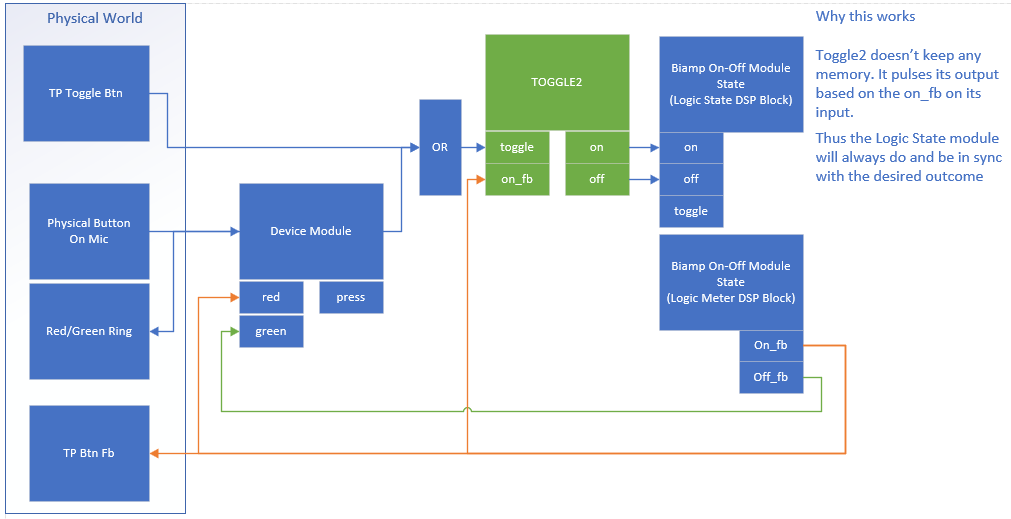 Physical World
TP Toggle Btn
Physical Button
On Mic
Red/Green Ring
TP Btn Fb
Device Module
red
press
green
OR
TOGGLE2
toggle
on
on_fb
off
Biamp On-Off Module
State
(Logic State DSP Block)
on
off
toggle
Biamp On-Off Module
State
(Logic Meter DSP Block)
On_fb
Off_fb
Why this works
Toggle2 doesn’t keep any
memory. It pulses its output
based on the on_fb on its
input.
Thus the Logic State module
will always do and be in sync
with the desired outcome